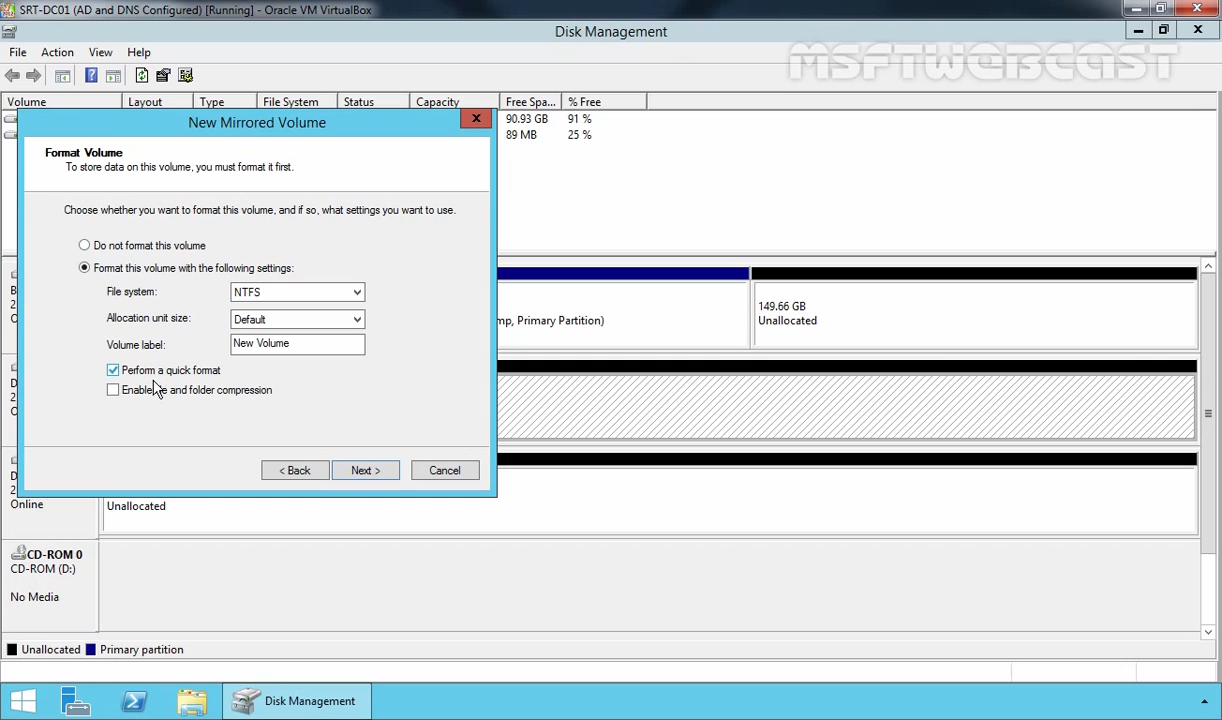 SRT-DC01 (AD and DNS Configured) [Running] - Oracle VM VirtualBox
Disk Management
File Action View Help
MSFTWEBCAST
Volume Layout Type File System Status Capacity Free Spa... % Free
90.93 GB 91 %
89 MB 25 %
New Mirrored Volume
Format Volume
To store data on this volume, you must format it first.
Choose whether you want to format this volume, and if so, what settings you want to use.
Do not format this volume
Format this volume with the following settings:
File system: NTFS
Allocation unit size: Default
Volume label: New Volume
Perform a quick format
Enable and folder compression
< Back Next > Cancel
mp, Primary Partition)
149.66 GB
Unallocated
B
2
O
D
2
O
D
2
Online
Unallocated
CD-ROM 0
CD-ROM (D:)
No Media
Unallocated Primary partition
Disk Management